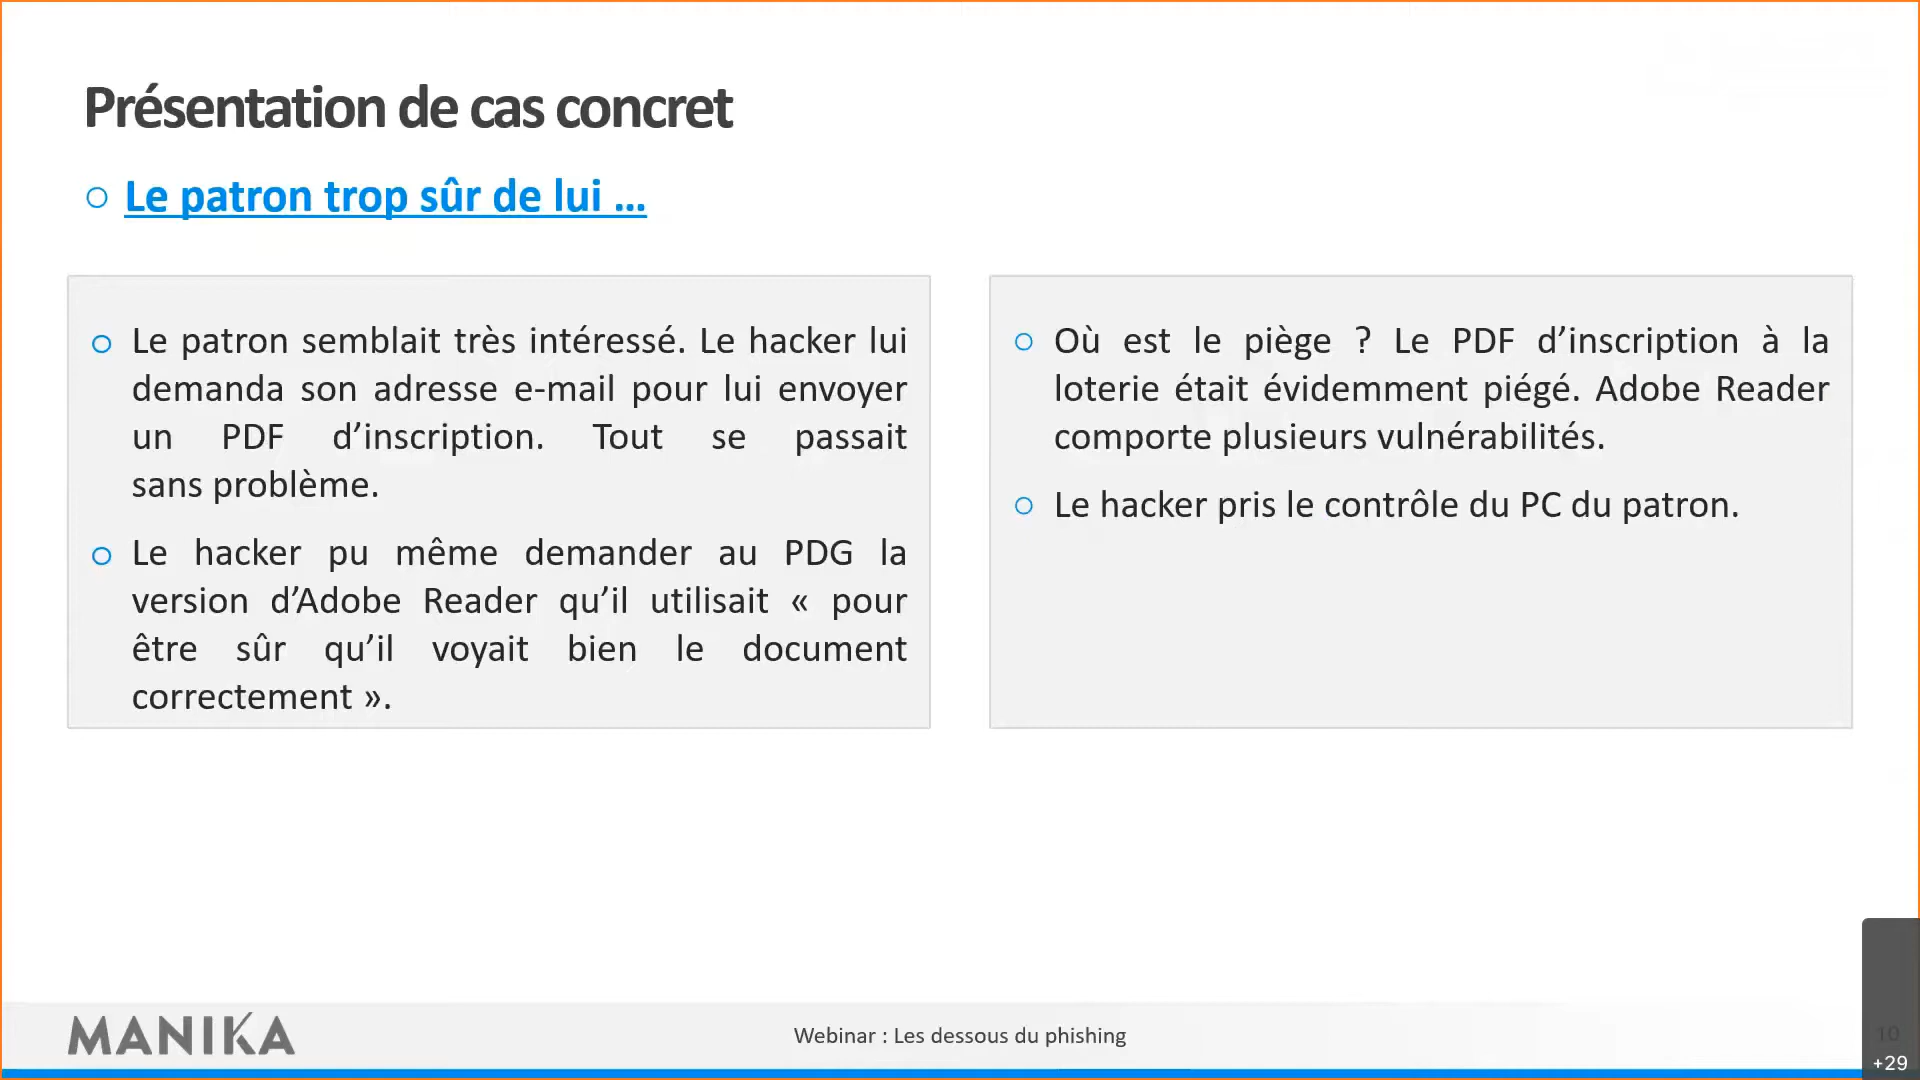 Présentation de cas concret
○ Le patron trop sûr de lui ...
○ Le patron semblait très intéressé. Le hacker lui
demanda son adresse e-mail pour lui envoyer
un PDF d’inscription. Tout se passait
sans problème.
○ Le hacker pu même demander au PDG la
version d’Adobe Reader qu’il utilisait « pour
être sûr qu’il voyait bien le document
correctement ».
○ Où est le piège ? Le PDF d’inscription à la
loterie était évidemment piégé. Adobe Reader
comporte plusieurs vulnérabilités.
○ Le hacker pris le contrôle du PC du patron.
MANIKA
Webinar : Les dessous du phishing
10
+29